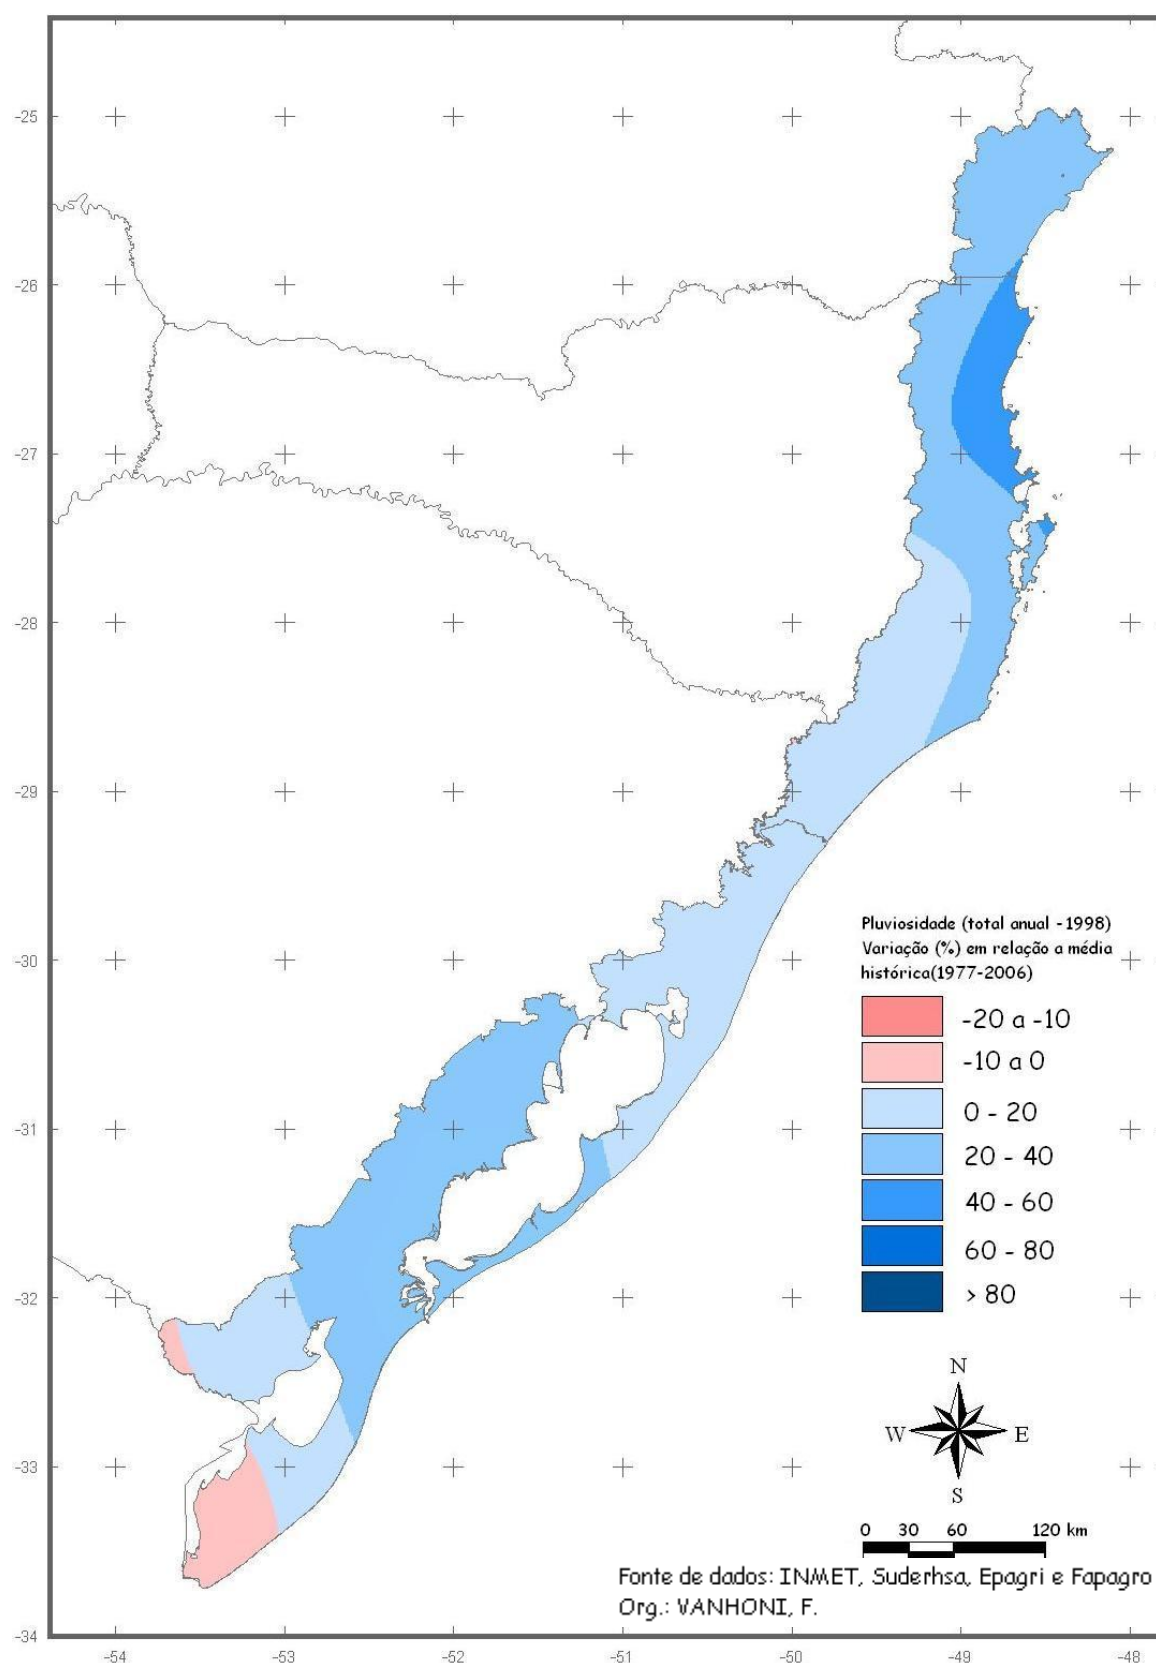 -25
-26
-27
-28
-29
-30
-31
-32
-33
-34
-54
-53
-52
-51
-50
-49
-48
Pluviosidade (total anual -1998)
Variação (%) em relação a média
histórica(1977-2006)
-20 a -10
-10 a 0
0 - 20
20 - 40
40 - 60
60 - 80
> 80
N
W
E
S
0 30 60 120 km
Fonte de dados: INMET, Suderhsa, Epagri e Fapagro
Org.: VANHONI, F.